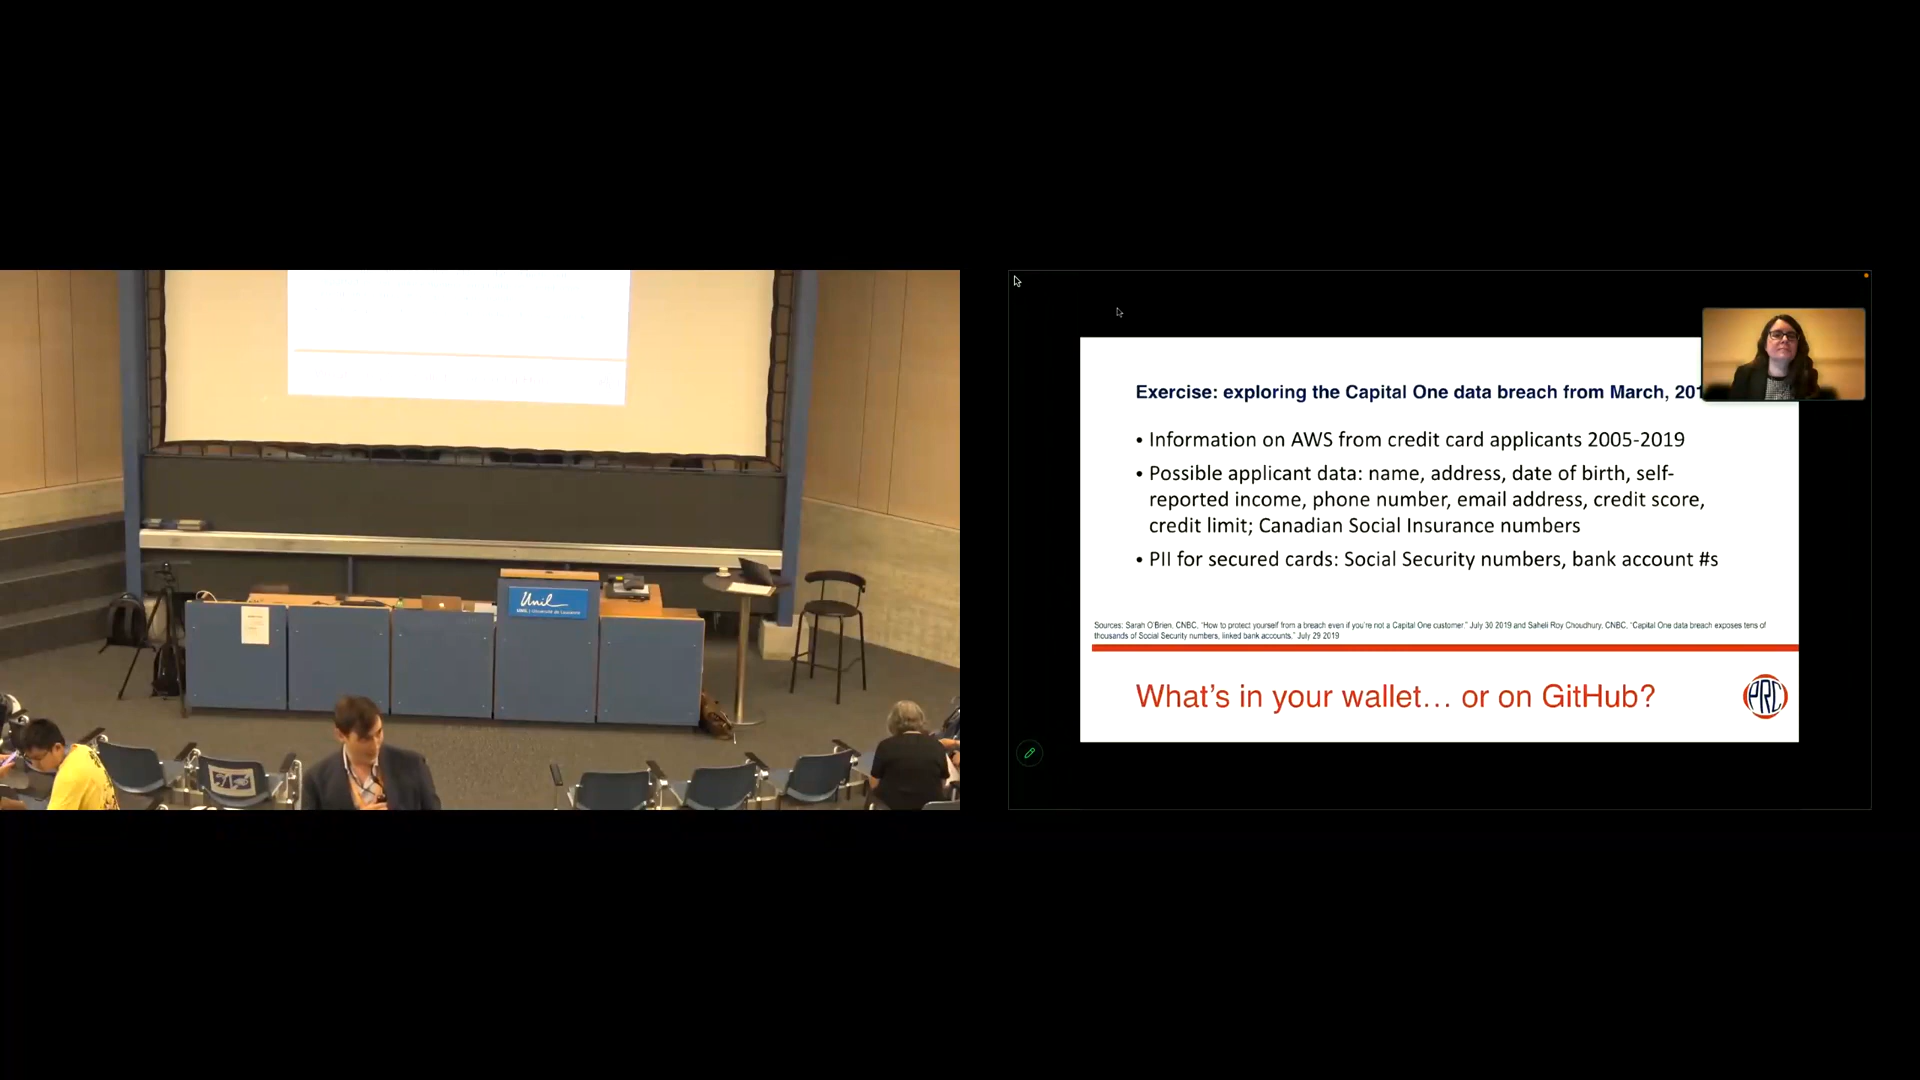 Unil
UNIL | Université de Lausanne
Exercise: exploring the Capital One data breach from March, 201
• Information on AWS from credit card applicants 2005-2019
• Possible applicant data: name, address, date of birth, self-
reported income, phone number, email address, credit score,
credit limit; Canadian Social Insurance numbers
• PII for secured cards: Social Security numbers, bank account #s
Sources: Sarah O'Brien, CNBC, “How to protect yourself from a breach even if you're not a Capital One customer.” July 30 2019 and Saheli Roy Choudhury, CNBC, “Capital One data breach exposes tens of
thousands of Social Security numbers, linked bank accounts.” July 29 2019
What’s in your wallet… or on GitHub?
PRC